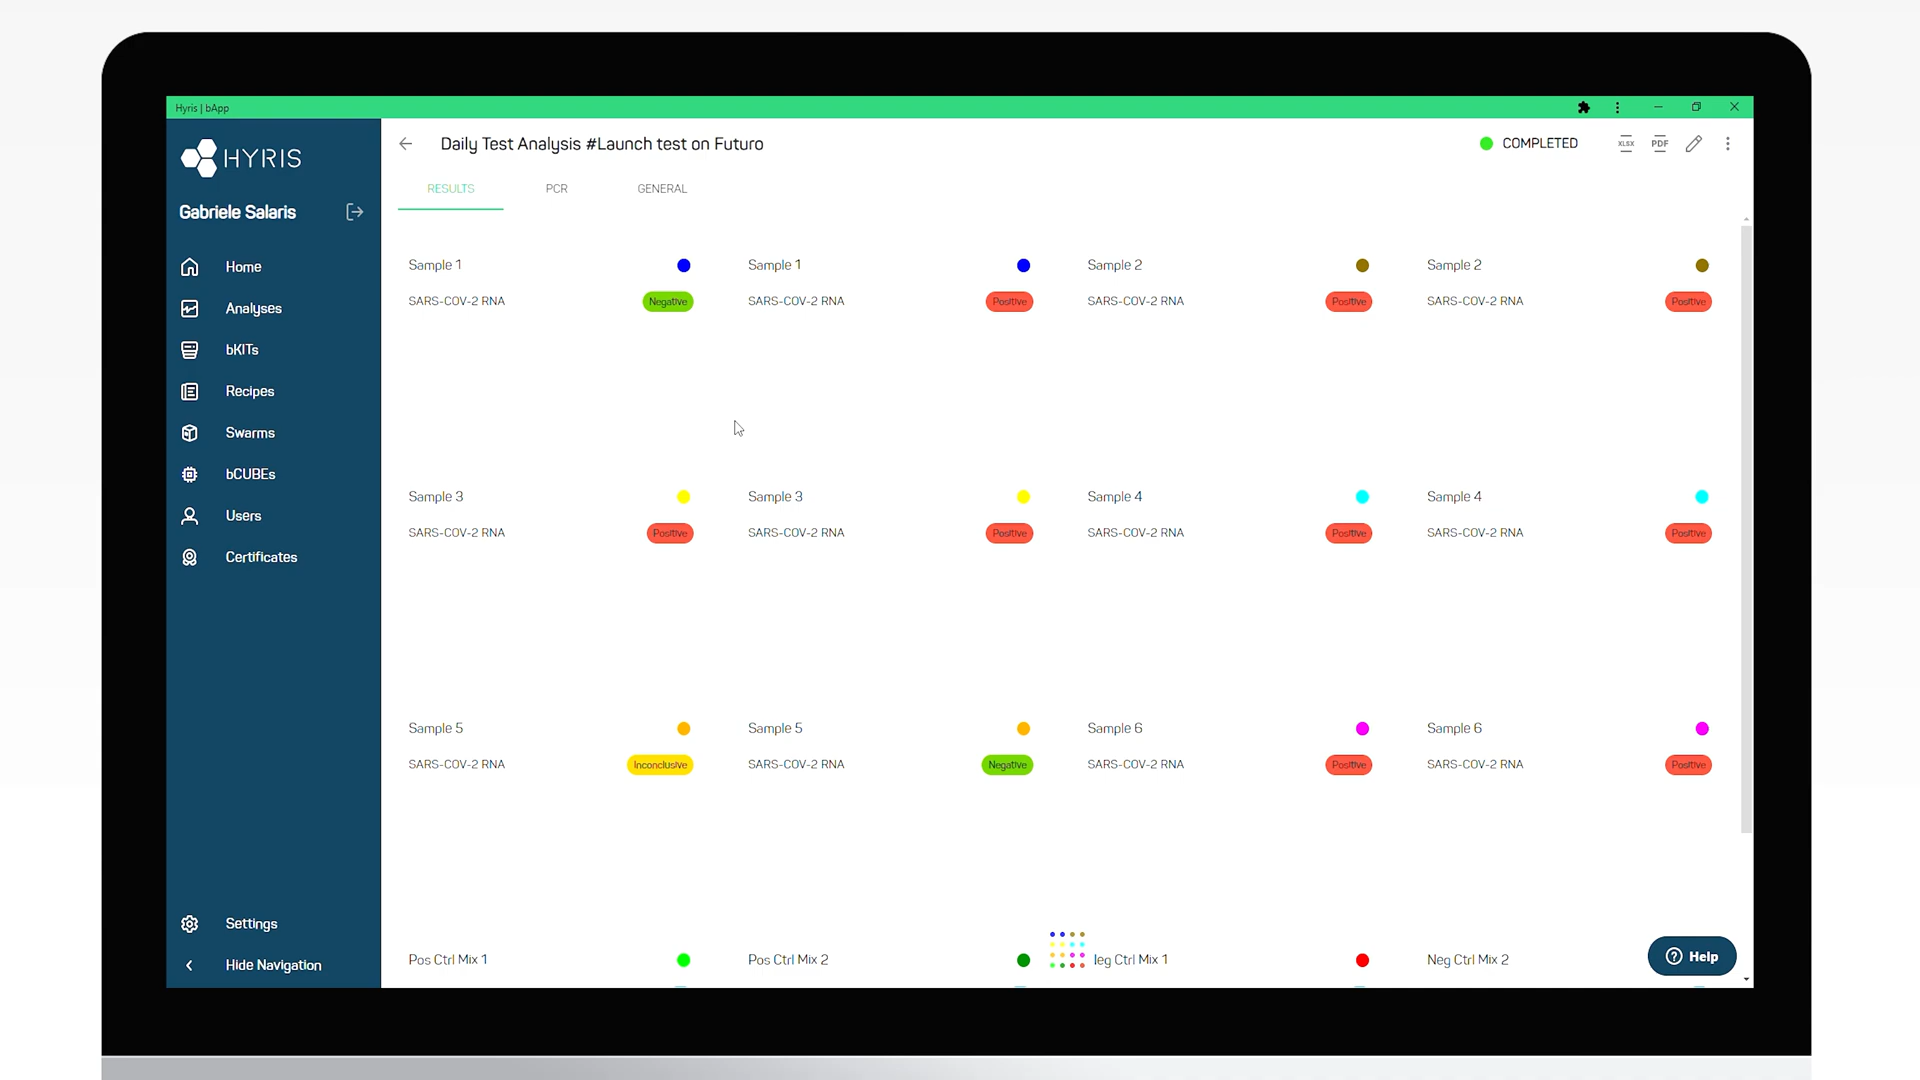 Hyris | bApp
HYRIS
Gabriele Salaris
Home
Analyses
bKITs
Recipes
Swarms
bCUBEs
Users
Certificates
Settings
Hide Navigation
Daily Test Analysis #Launch test on Futuro
COMPLETED
XLSX
PDF
RESULTS PCR GENERAL
Sample 1 Sample 1 Sample 2 Sample 2
SARS-COV-2 RNA Negative SARS-COV-2 RNA Positive SARS-COV-2 RNA Positive SARS-COV-2 RNA Positive
Sample 3 Sample 3 Sample 4 Sample 4
SARS-COV-2 RNA Positive SARS-COV-2 RNA Positive SARS-COV-2 RNA Positive SARS-COV-2 RNA Positive
Sample 5 Sample 5 Sample 6 Sample 6
SARS-COV-2 RNA Inconclusive SARS-COV-2 RNA Negative SARS-COV-2 RNA Positive SARS-COV-2 RNA Positive
Pos Ctrl Mix 1 Pos Ctrl Mix 2 leg Ctrl Mix 1 Neg Ctrl Mix 2
? Help